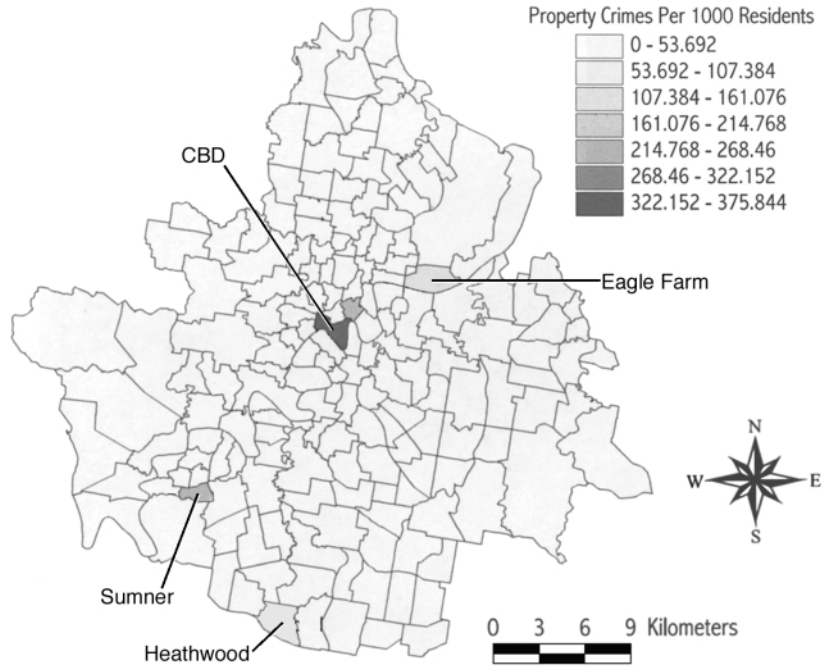 Property Crimes Per 1000 Residents
0 - 53.692
53.692 - 107.384
107.384 - 161.076
161.076 - 214.768
214.768 - 268.46
268.46 - 322.152
322.152 - 375.844
CBD
Eagle Farm
N
W E
S
Sumner
Heathwood
0 3 6 9 Kilometers